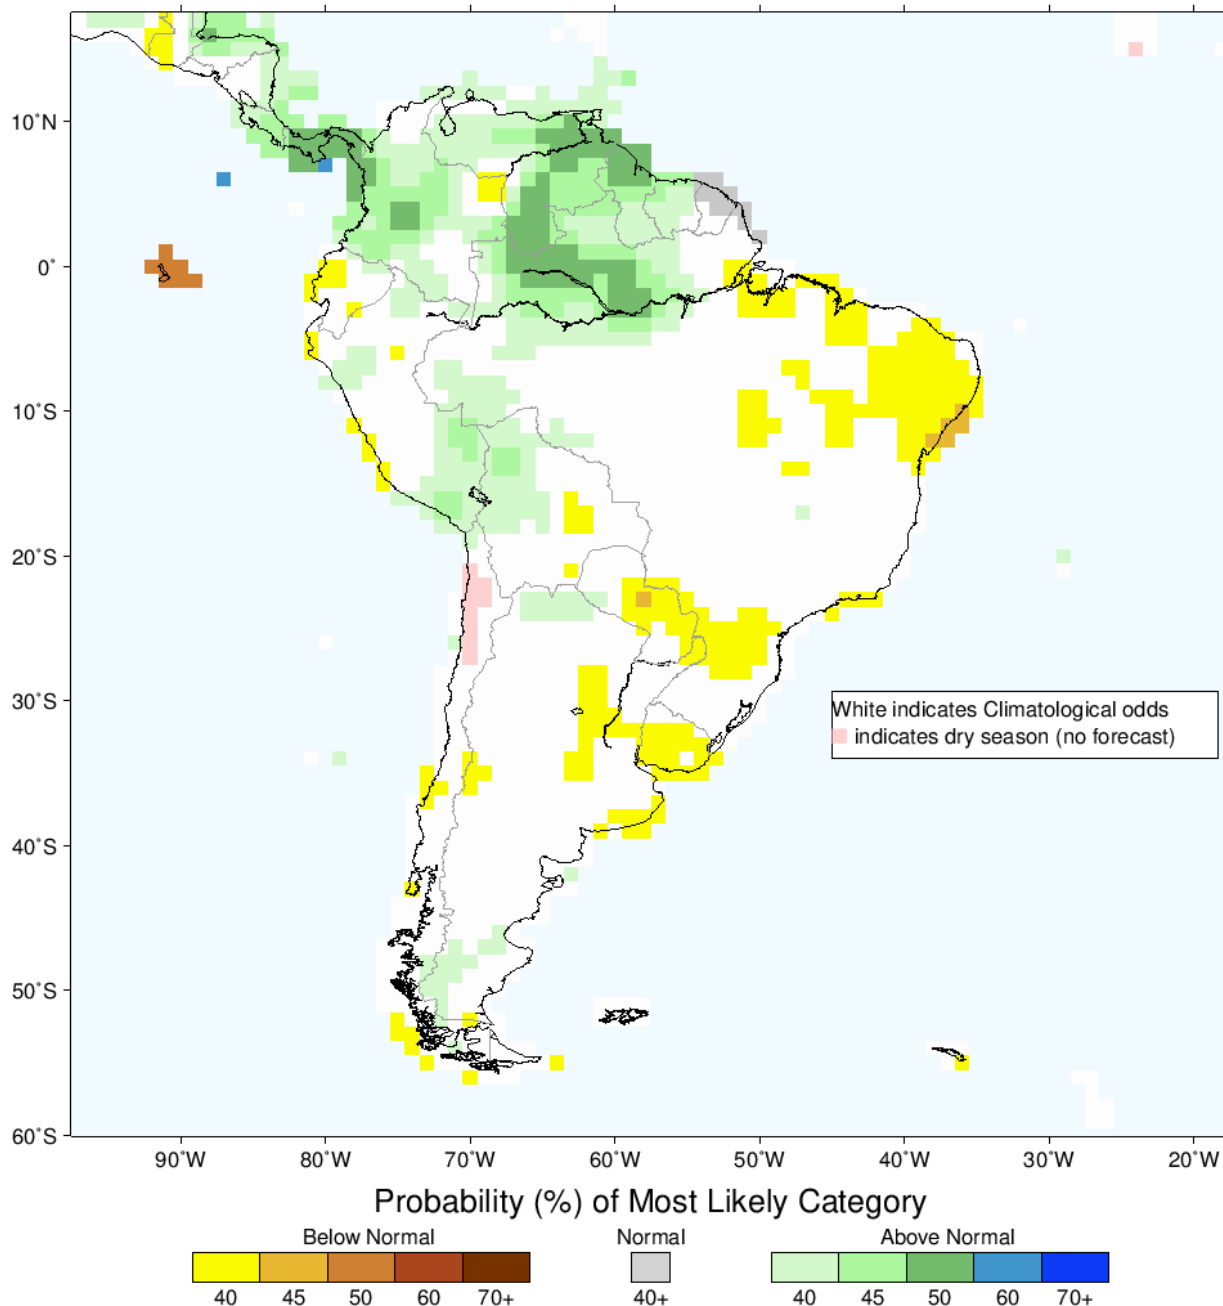 10°N
0°
10°S
20°S
30°S
40°S
50°S
60°S
White indicates Climatological odds
indicates dry season (no forecast)
90°W 80°W 70°W 60°W 50°W 40°W 30°W 20°W
Probability (%) of Most Likely Category
Below Normal Normal Above Normal
40 45 50 60 70+ 40+ 40 45 50 60 70+